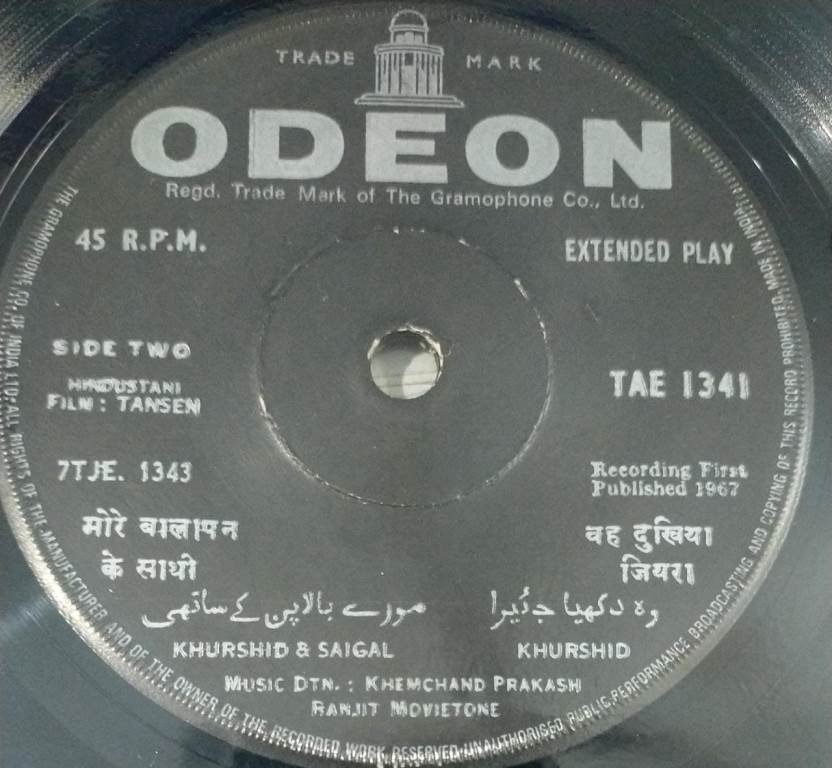 TRADE MARK
ODEON
Regd. Trade Mark of The Gramophone Co., Ltd.
45 R.P.M.
EXTENDED PLAY
SIDE TWO
HINDUSTANI
FILM : TANSEN
TAE 1341
7TJE. 1343
Recording First
Published 1967
मोरे बालापन
के साथी
वह दुखिया
जियरा
مورے بالاپن کے ساتھی
وہ دکھیا جئیرا
KHURSHID & SAIGAL
KHURSHID
MUSIC DTN. : KHEMCHAND PRAKASH
RANJIT MOVIETONE
THE GRAMOPHONE CO. OF INDIA LTD. ALL RIGHTS OF THE MANUFACTURER AND OF THE OWNER OF THE RECORDED WORK RESERVED UNAUTHORISED PUBLIC PERFORMANCE BROADCASTING AND COPYING OF THIS RECORD PROHIBITED. MADE IN INDIA